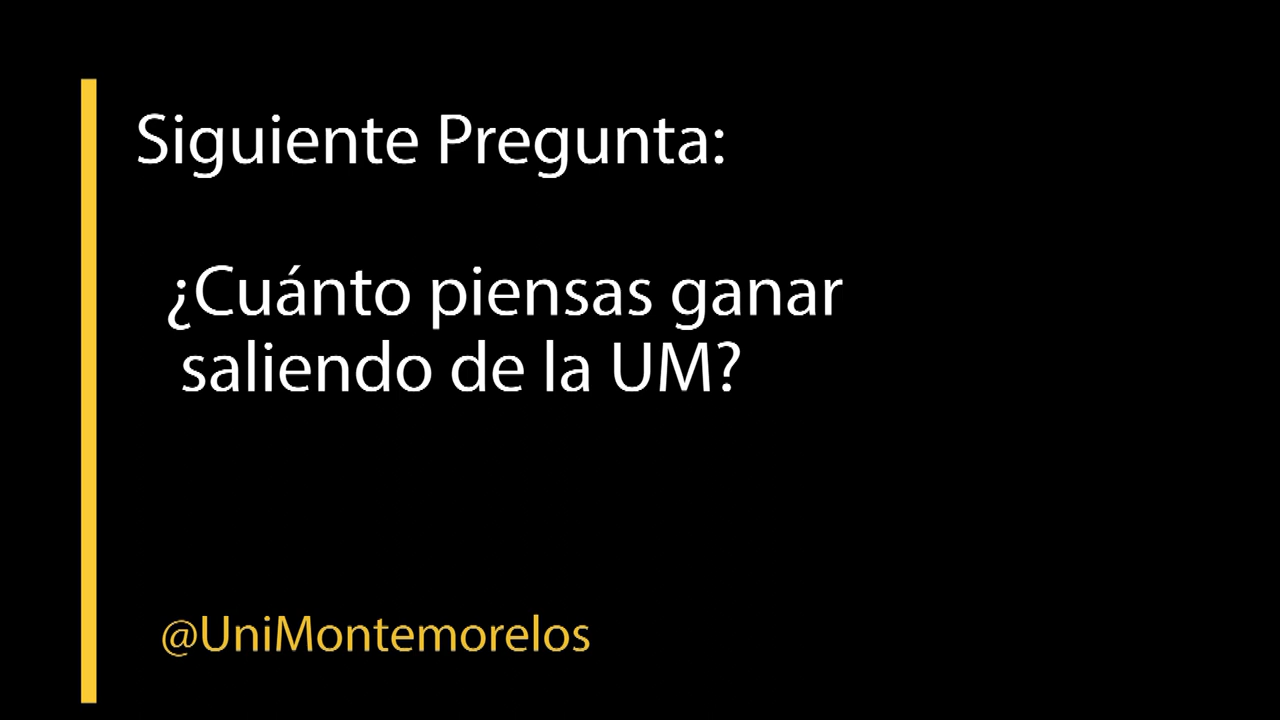 Siguiente Pregunta:
¿Cuánto piensas ganar
saliendo de la UM?
@UniMontemorelos